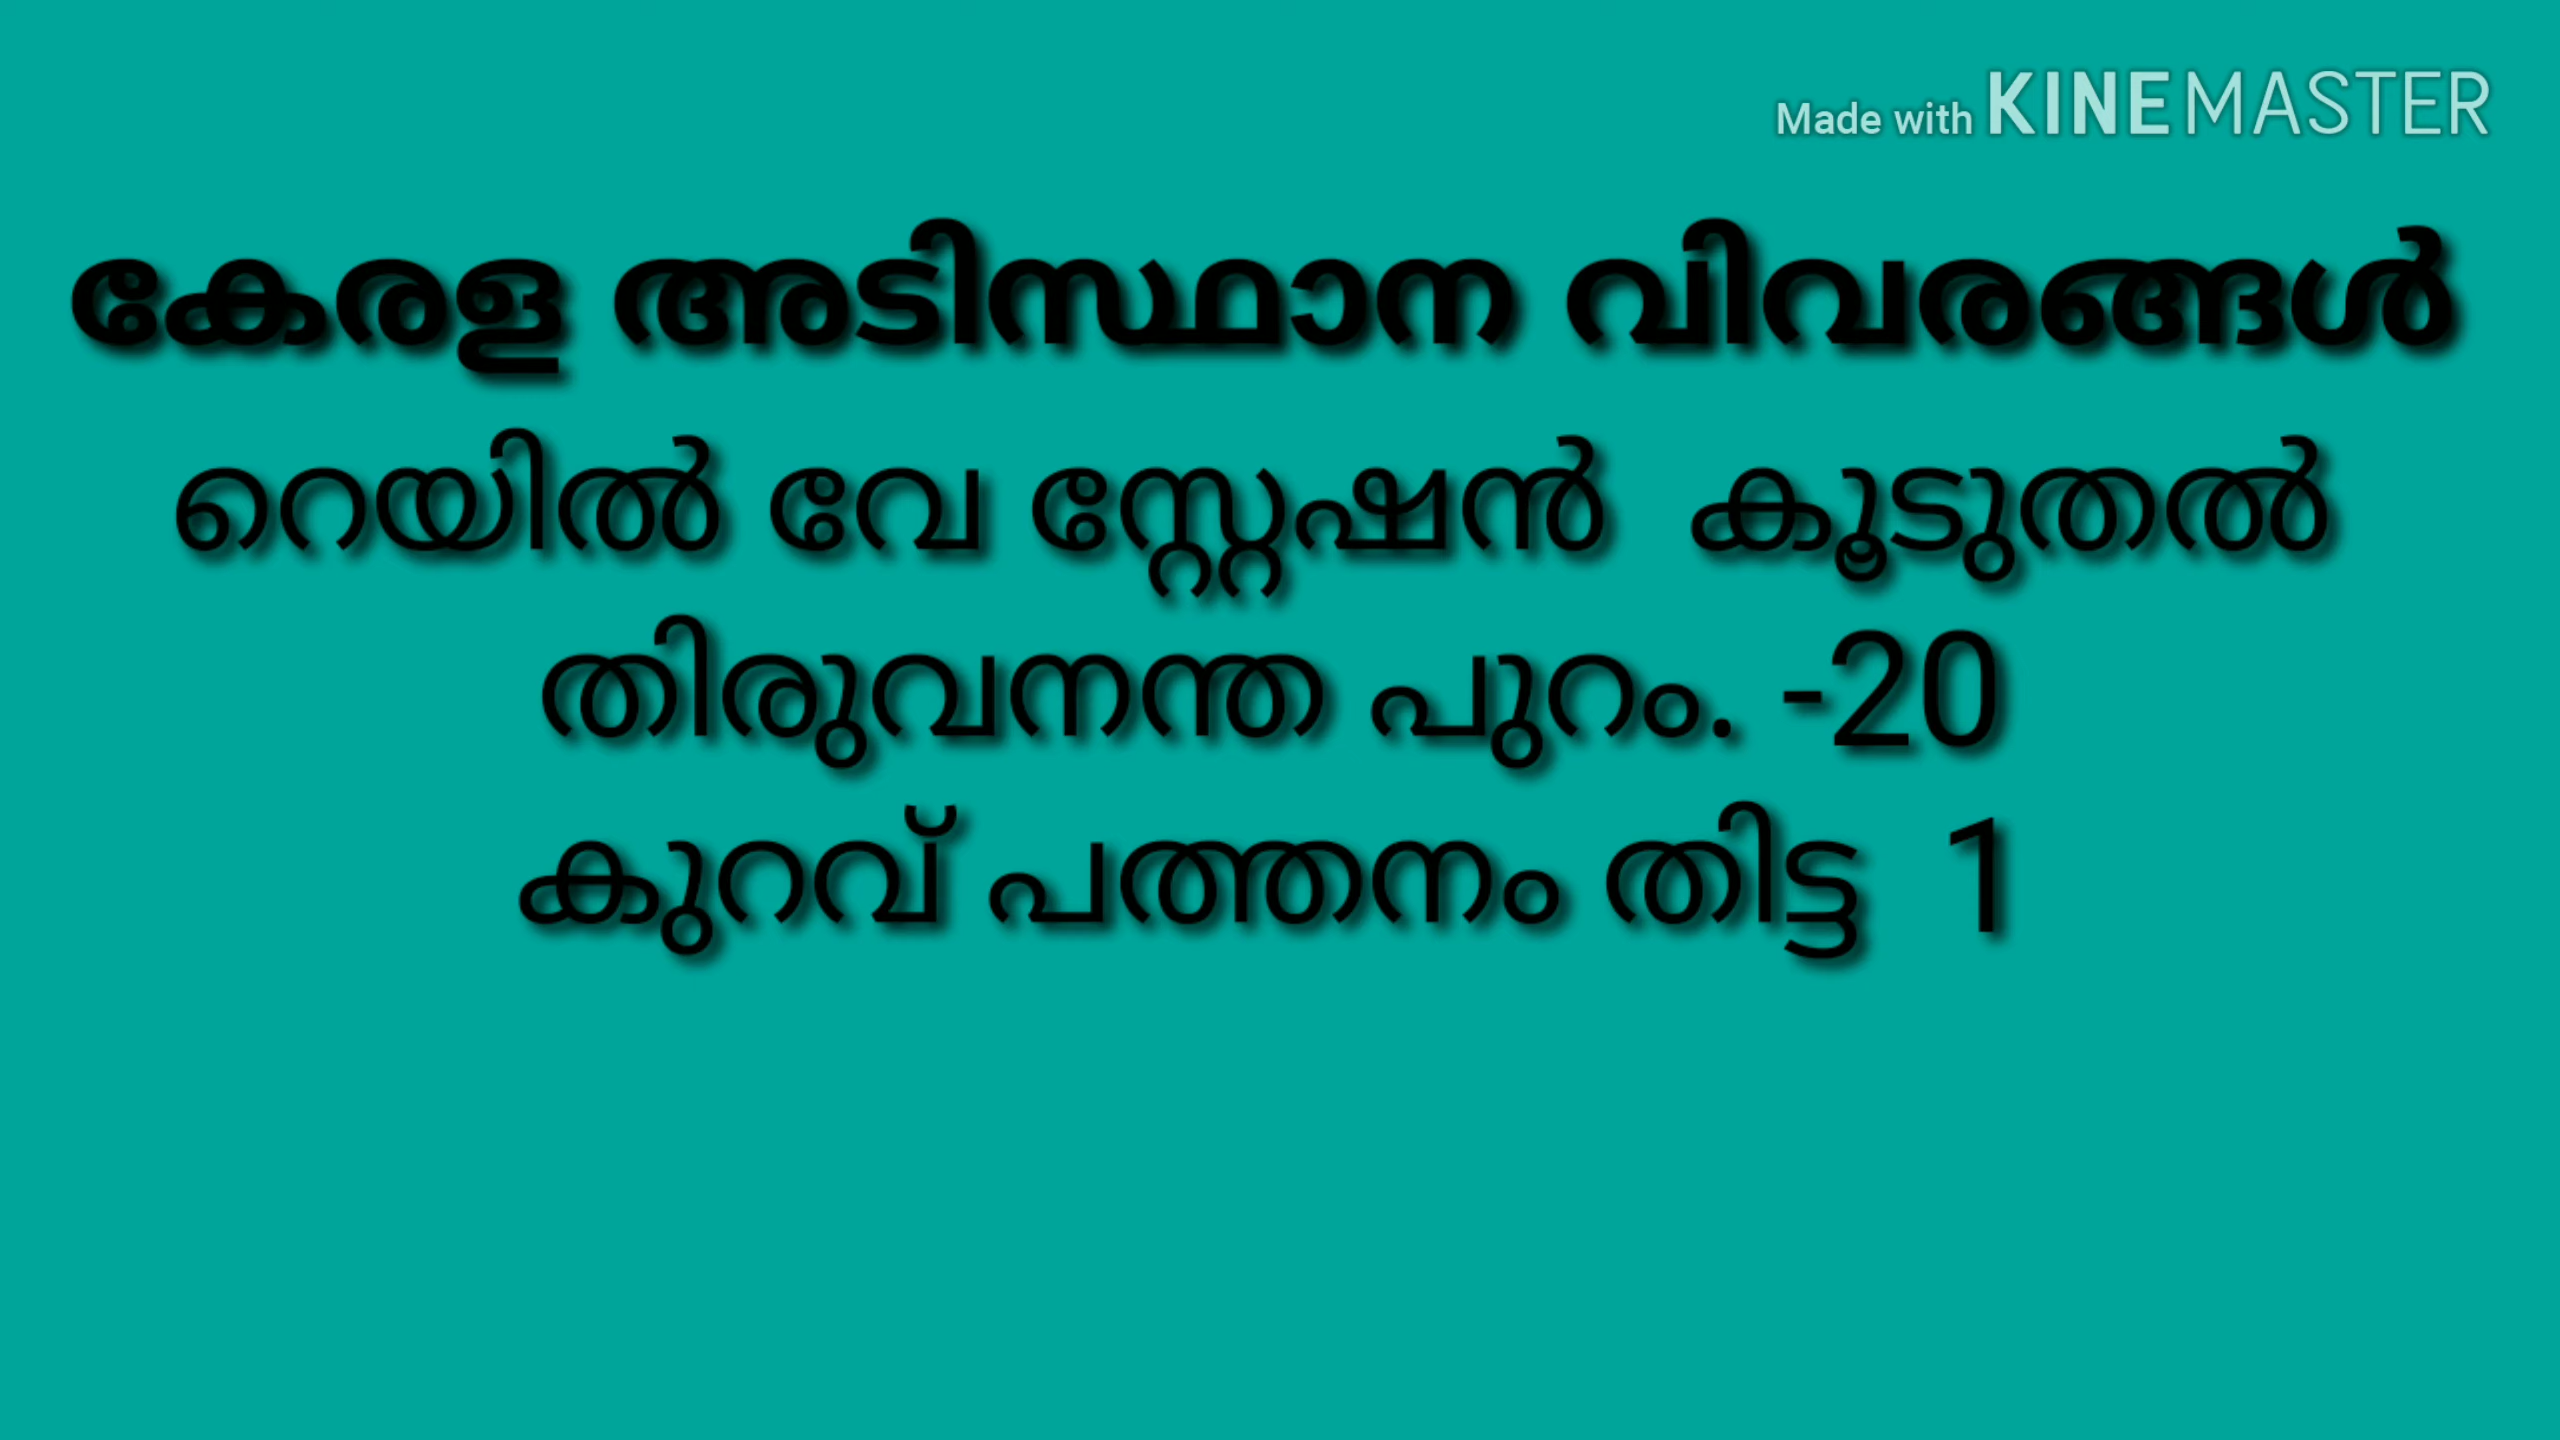 Made with KINEMASTER
കേരള അടിസ്ഥാന വിവരങ്ങൾ
റെയിൽ വേ സ്റ്റേഷൻ കൂടുതൽ
തിരുവനന്ത പുറം. -20
കുറവ് പത്തനം തിട്ട 1